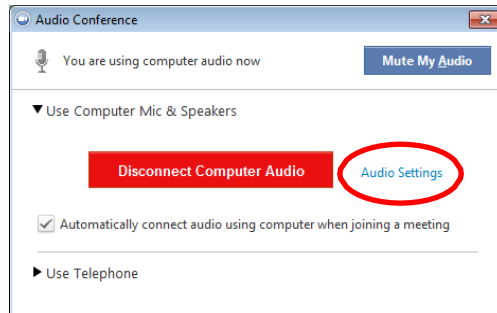 Audio Conference
You are using computer audio now
Mute My Audio
Use Computer Mic & Speakers
Disconnect Computer Audio
Audio Settings
Automatically connect audio using computer when joining a meeting
Use Telephone